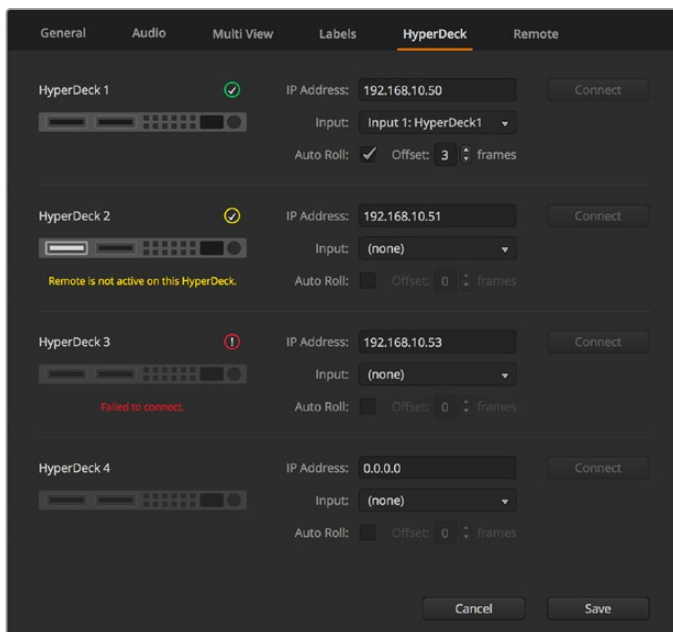 General Audio Multi View Labels HyperDeck Remote
HyperDeck 1 IP Address: 192.168.10.50 Connect
Input: Input 1: HyperDeck1
Auto Roll: Offset: 3 frames
HyperDeck 2 IP Address: 192.168.10.51 Connect
Input: (none)
Remote is not active on this HyperDeck. Auto Roll: Offset: 0 frames
HyperDeck 3 ! IP Address: 192.168.10.53 Connect
Input: (none)
Failed to connect. Auto Roll: Offset: 0 frames
HyperDeck 4 IP Address: 0.0.0.0 Connect
Input: (none)
Auto Roll: Offset: 0 frames
Cancel Save